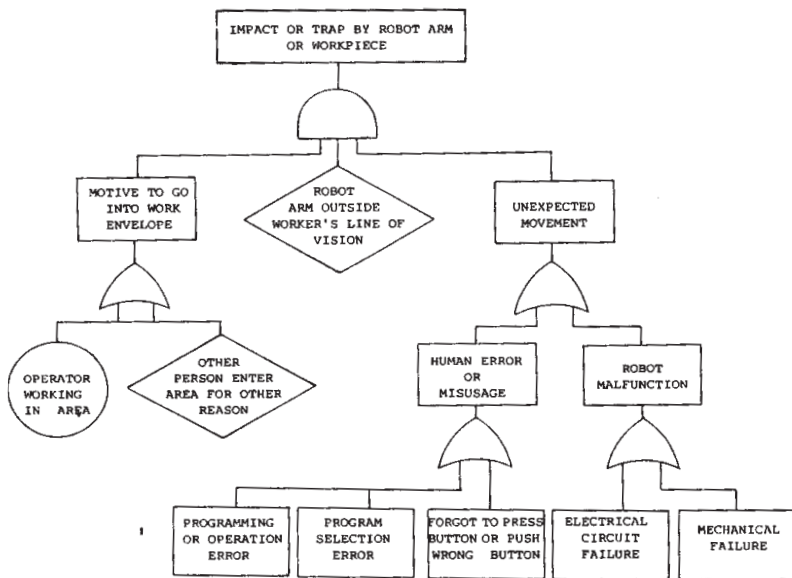 IMPACT OR TRAP BY ROBOT ARM
OR WORKPIECE
MOTIVE TO GO
INTO WORK
ENVELOPE
ROBOT
ARM OUTSIDE
WORKER'S LINE OF
VISION
UNEXPECTED
MOVEMENT
OPERATOR
WORKING
IN AREA
OTHER
PERSON ENTER
AREA FOR OTHER
REASON
HUMAN ERROR
OR
MISUSAGE
ROBOT
MALFUNCTION
PROGRAMMING
OR OPERATION
ERROR
PROGRAM
SELECTION
ERROR
FORGOT TO PRESS
BUTTON OR PUSH
WRONG BUTTON
ELECTRICAL
CIRCUIT
FAILURE
MECHANICAL
FAILURE